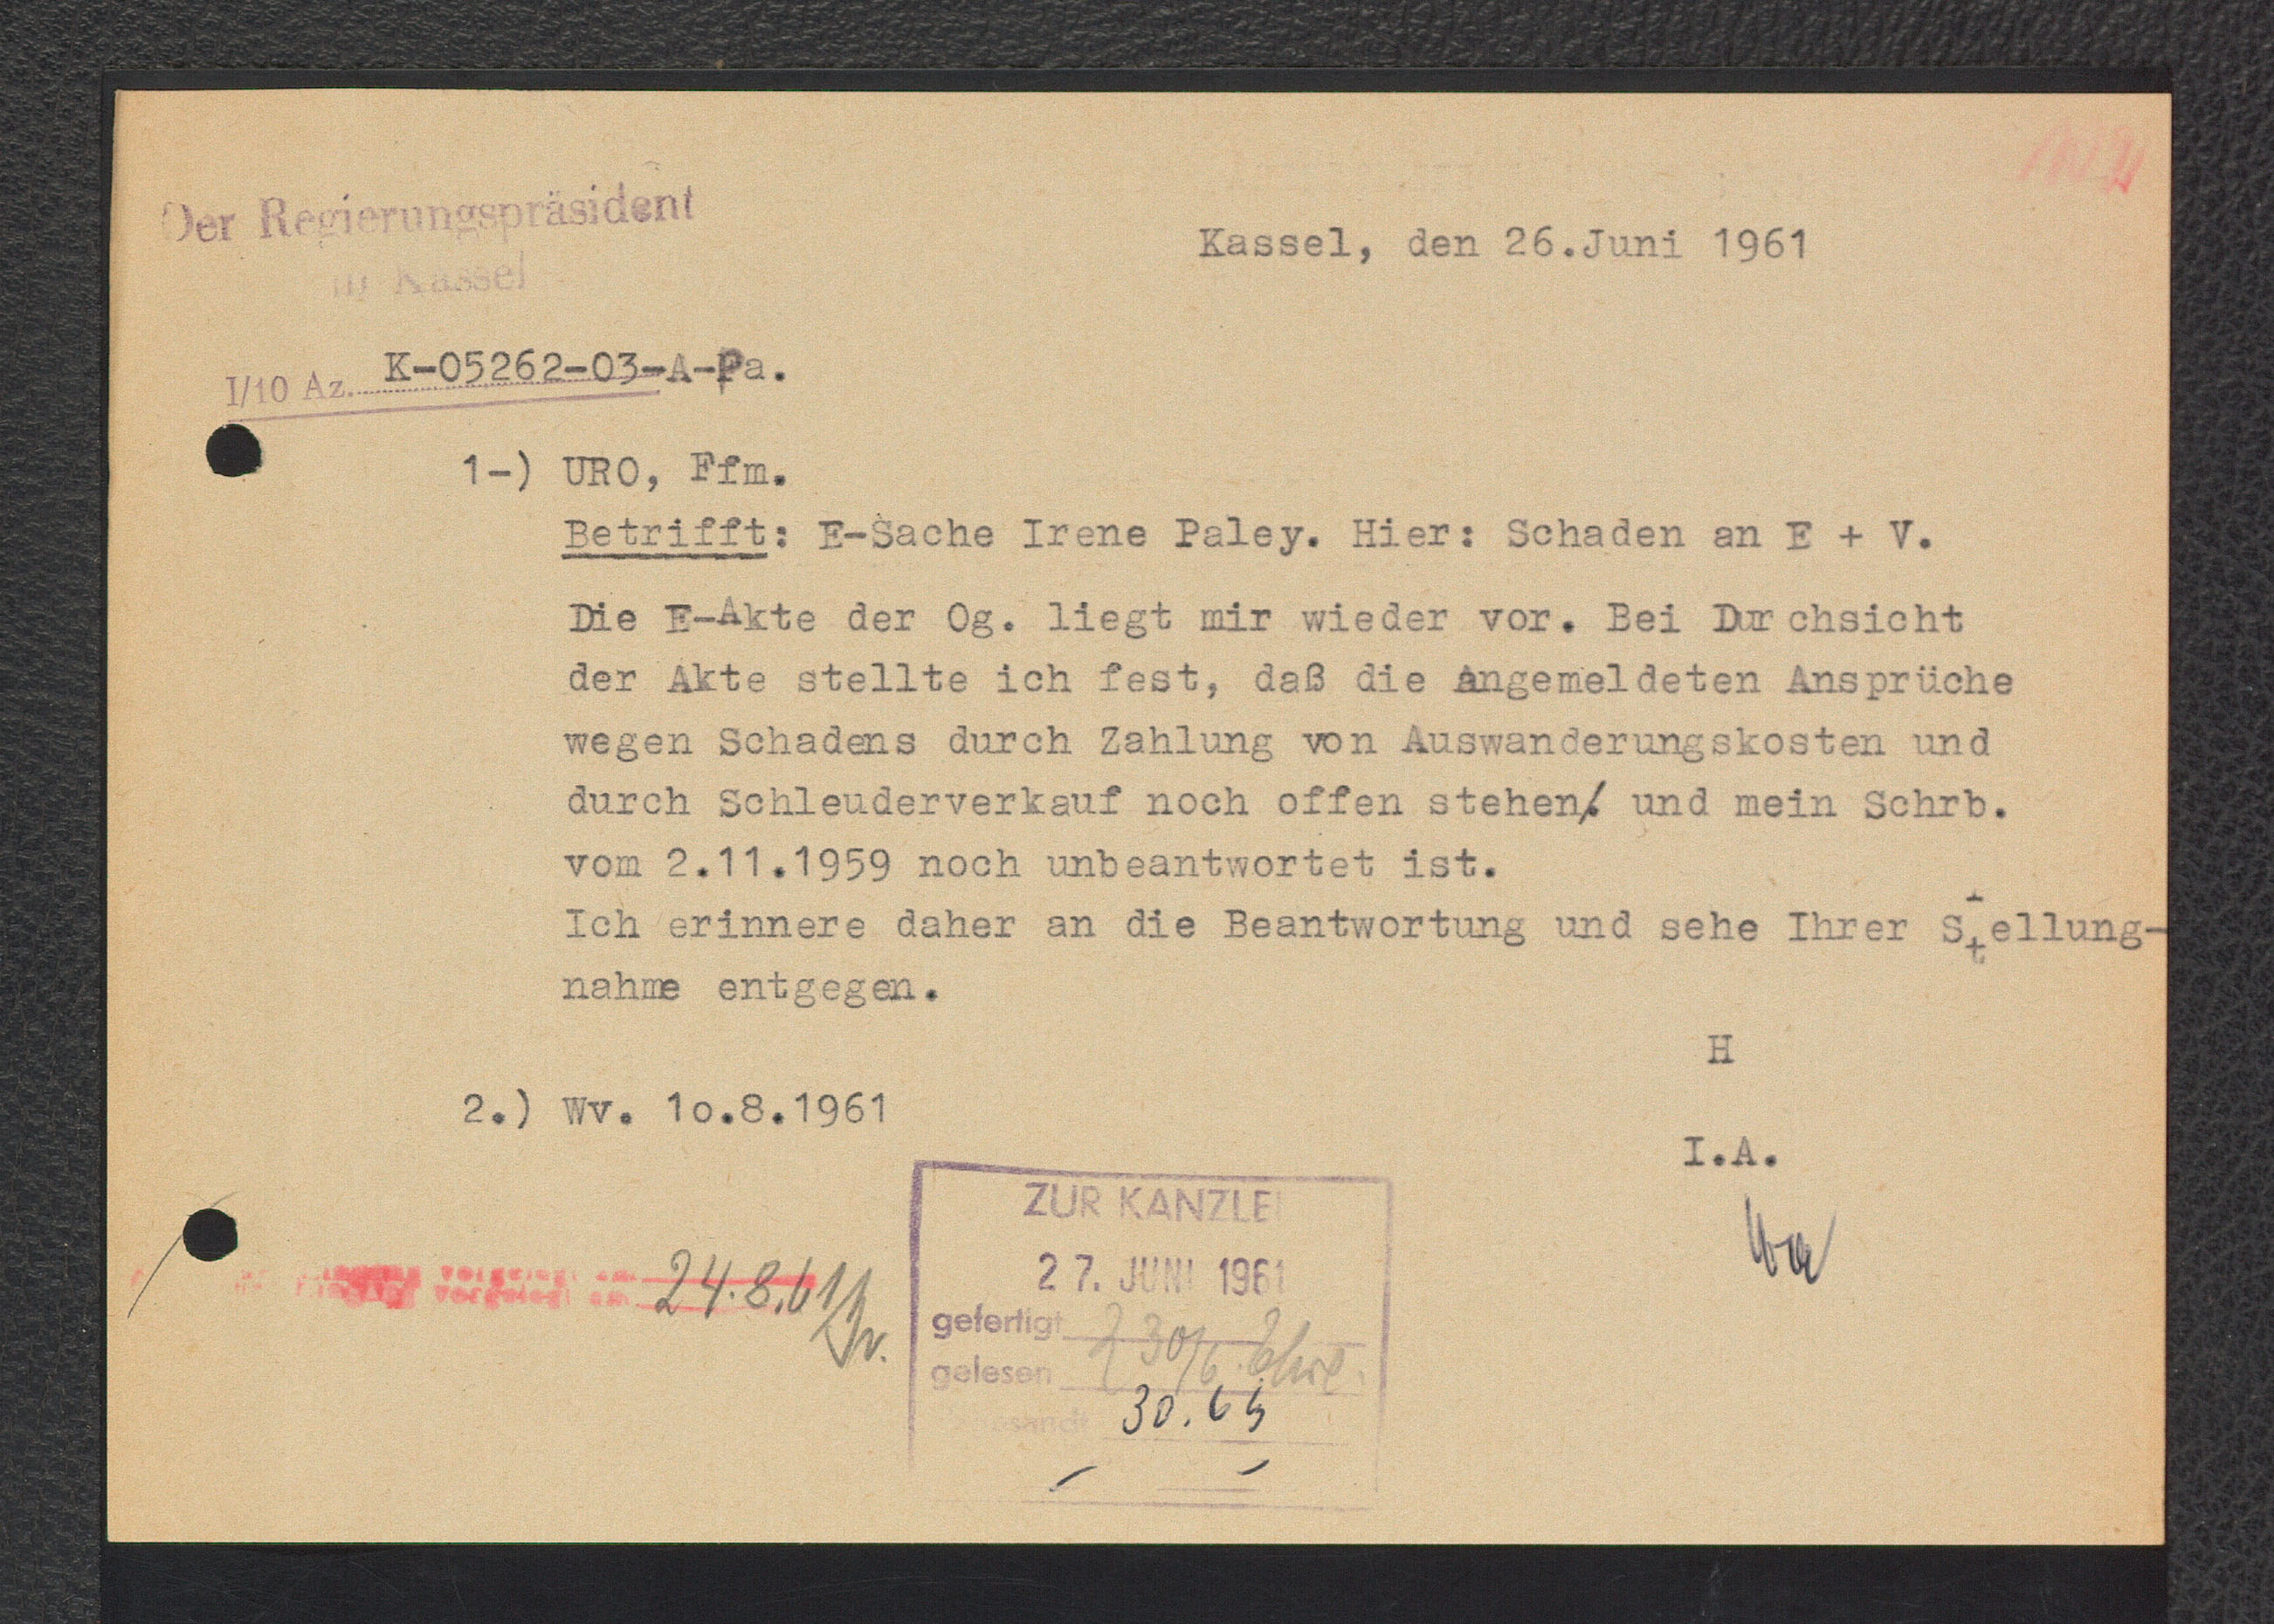 Der Regierungspräsident
in Kassel
Kassel, den 26.Juni 1961
I/10 Az. K-05262-03-A-Pa.
1-) URO, Ffm.
Betrifft: E-Sache Irene Paley. Hier: Schaden an E + V.
Die E-Akte der Og. liegt mir wieder vor. Bei Durchsicht
der Akte stellte ich fest, daß die angemeldeten Ansprüche
wegen Schadens durch Zahlung von Auswanderungskosten und
durch Schleuderverkauf noch offen stehen und mein Schrb.
vom 2.11.1959 noch unbeantwortet ist.
Ich erinnere daher an die Beantwortung und sehe Ihrer Stellung-
nahme entgegen.
H
2.) Wv. 1o.8.1961
I.A.
ZUR KANZLEI
27. JUNI 1961
gefertigt
gelesen
30/6.
30.6
vorgelegt am 24.8.61